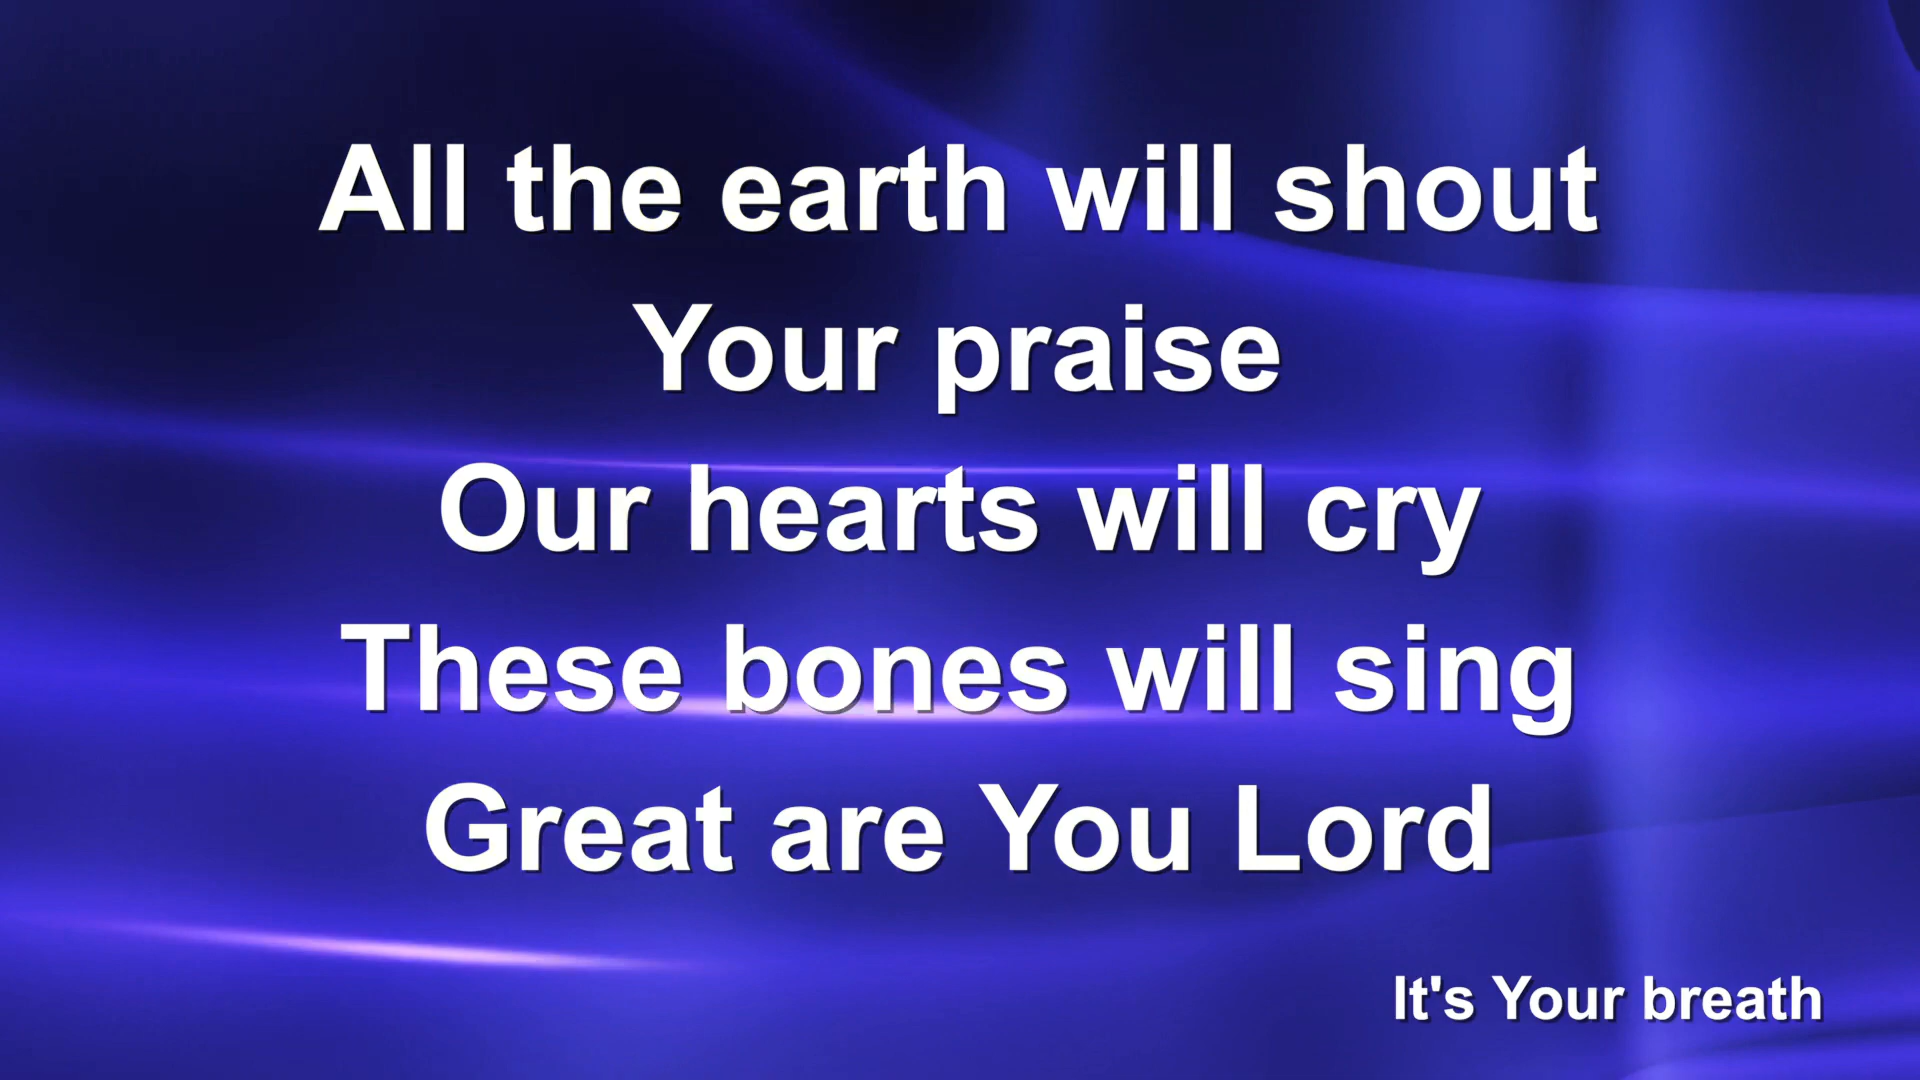 All the earth will shout
Your praise
Our hearts will cry
These bones will sing
Great are You Lord
It's Your breath